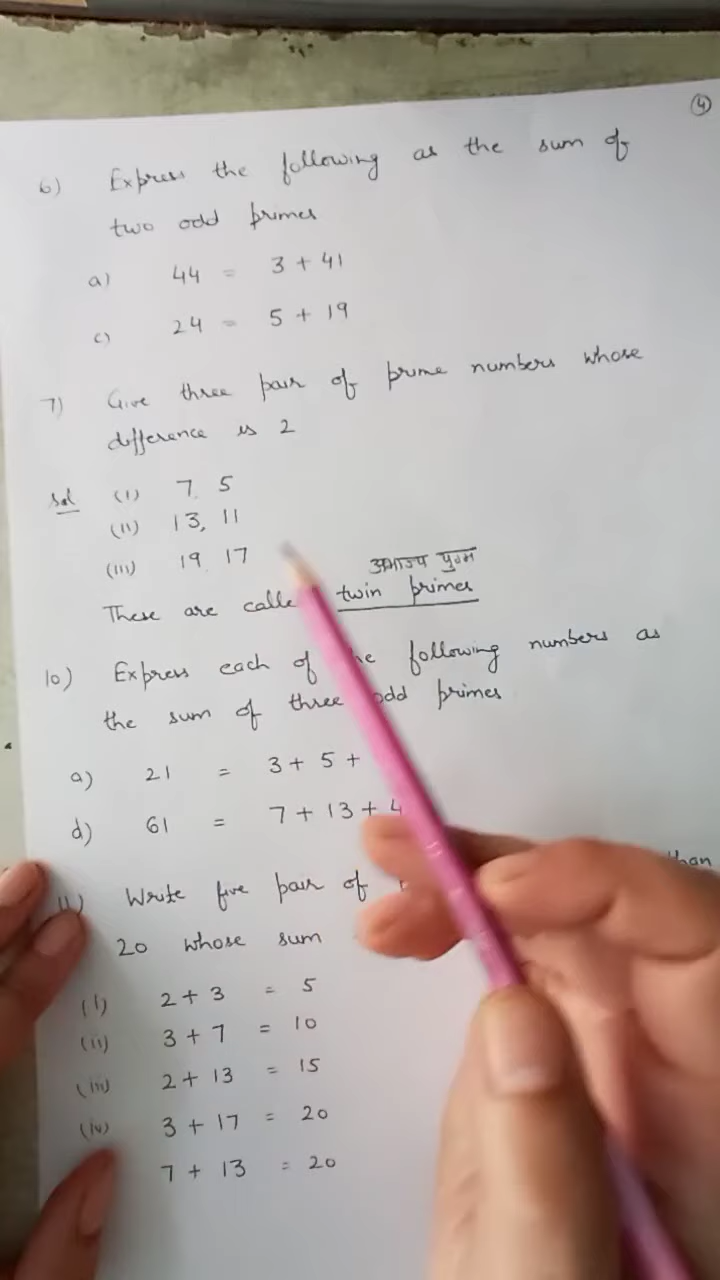 4
6) Express the following as the sum of
two odd primes
a) 44 = 3 + 41
c) 24 = 5 + 19
7) Give three pair of prime numbers whose
difference is 2
Sol (i) 7, 5
(ii) 13, 11
(iii) 19, 17
अभाज्य युग्म
These are calle twin primes
10) Express each of he following numbers as
the sum of three odd primes
a) 21 = 3 + 5 +
d) 61 = 7 + 13 + 4
11) Write five pair of than
20 whose sum
(i) 2 + 3 = 5
(ii) 3 + 7 = 10
(iii) 2 + 13 = 15
(iv) 3 + 17 = 20
7 + 13 = 20